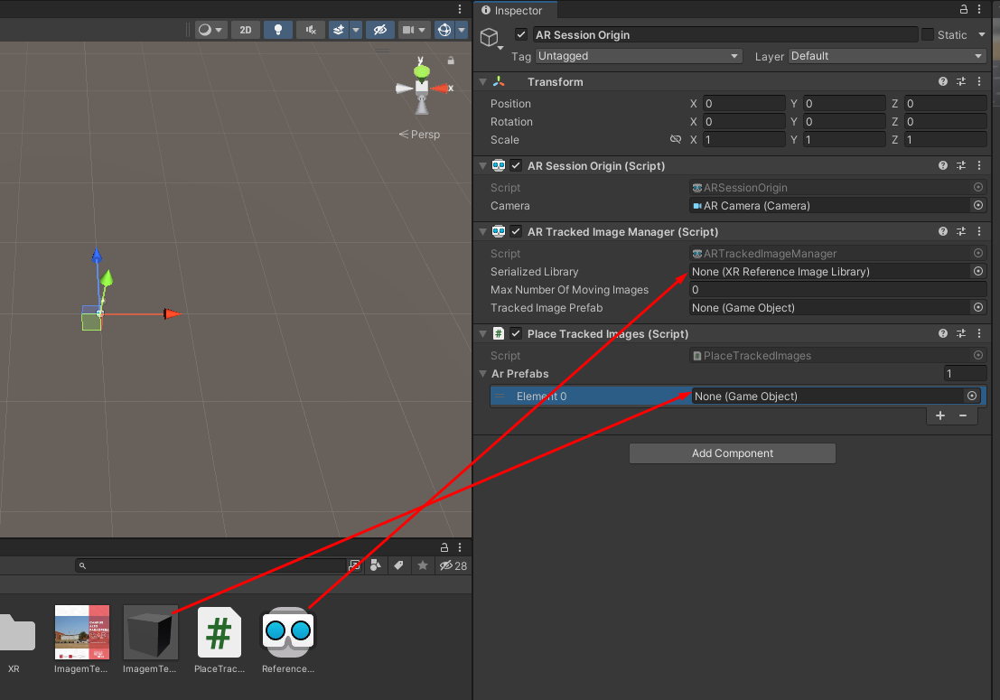 Inspector
AR Session Origin
Static
Tag Untagged Layer Default
2D
Transform
Position X 0 Y 0 Z 0
Rotation X 0 Y 0 Z 0
Scale X 1 Y 1 Z 1
y
x
Persp
AR Session Origin (Script)
Script ARSessionOrigin
Camera AR Camera (Camera)
AR Tracked Image Manager (Script)
Script ARTrackedImageManager
Serialized Library None (XR Reference Image Library)
Max Number Of Moving Images 0
Tracked Image Prefab None (Game Object)
# Place Tracked Images (Script)
Script PlaceTrackedImages
Ar Prefabs 1
Element 0 None (Game Object)
+ −
Add Component
28
#
XR
ImagemTe...
ImagemTe...
PlaceTrac...
Reference...